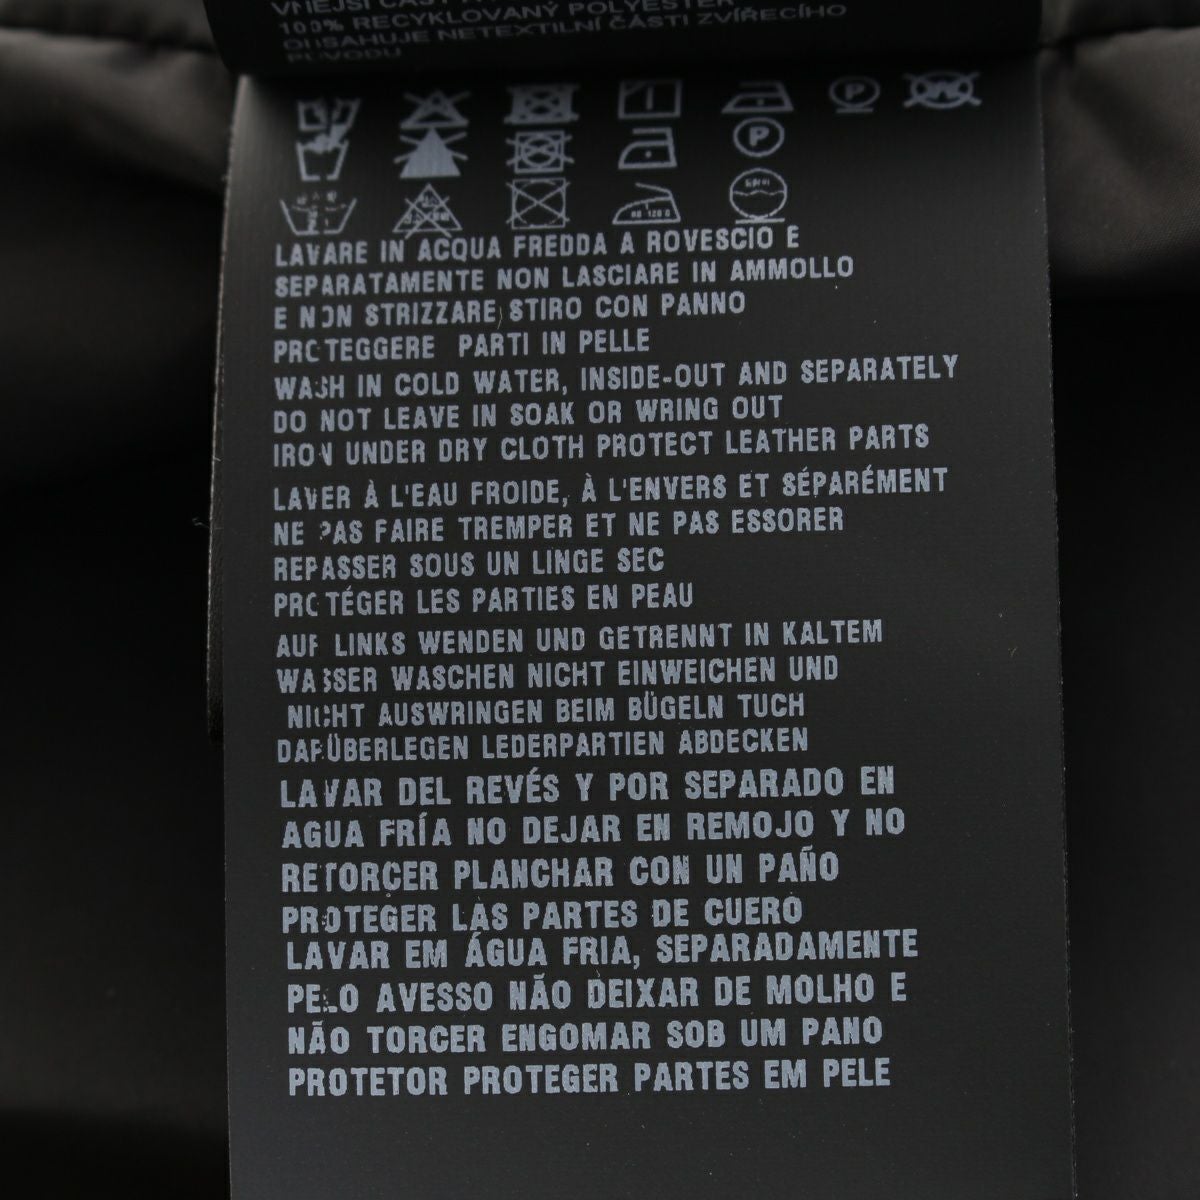 VNĚJŠÍ ČÁST
100% RECYKLOVANÝ POLYESTER
OBSAHUJE NETEXTILNÍ ČÁSTI ZVÍŘECÍHO
PŮVODU
P
P
LAVARE IN ACQUA FREDDA A ROVESCIO E
SEPARATAMENTE NON LASCIARE IN AMMOLLO
E NON STRIZZARE STIRO CON PANNO
PROTEGGERE PARTI IN PELLE
WASH IN COLD WATER, INSIDE-OUT AND SEPARATELY
DO NOT LEAVE IN SOAK OR WRING OUT
IRON UNDER DRY CLOTH PROTECT LEATHER PARTS
LAVER À L'EAU FROIDE, À L'ENVERS ET SÉPARÉMENT
NE PAS FAIRE TREMPER ET NE PAS ESSORER
REPASSER SOUS UN LINGE SEC
PROTÉGER LES PARTIES EN PEAU
AUF LINKS WENDEN UND GETRENNT IN KALTEM
WASSER WASCHEN NICHT EINWEICHEN UND
NICHT AUSWRINGEN BEIM BÜGELN TUCH
DARÜBERLEGEN LEDERPARTIEN ABDECKEN
LAVAR DEL REVÉS Y POR SEPARADO EN
AGUA FRÍA NO DEJAR EN REMOJO Y NO
RETORCER PLANCHAR CON UN PAÑO
PROTEGER LAS PARTES DE CUERO
LAVAR EM ÁGUA FRIA, SEPARADAMENTE
PELO AVESSO NÃO DEIXAR DE MOLHO E
NÃO TORCER ENGOMAR SOB UM PANO
PROTETOR PROTEGER PARTES EM PELE